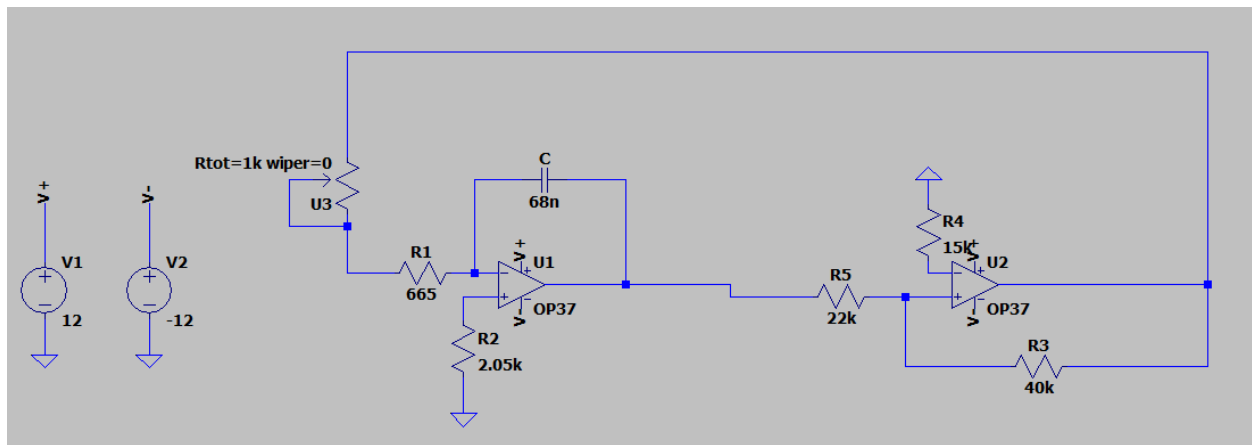 Rtot=1k wiper=0
U3
V+
V1
12
V-
V2
-12
C
68n
R1
665
V+
U1
OP37
V-
R2
2.05k
R5
22k
R4
15k
V+
U2
OP37
V-
R3
40k